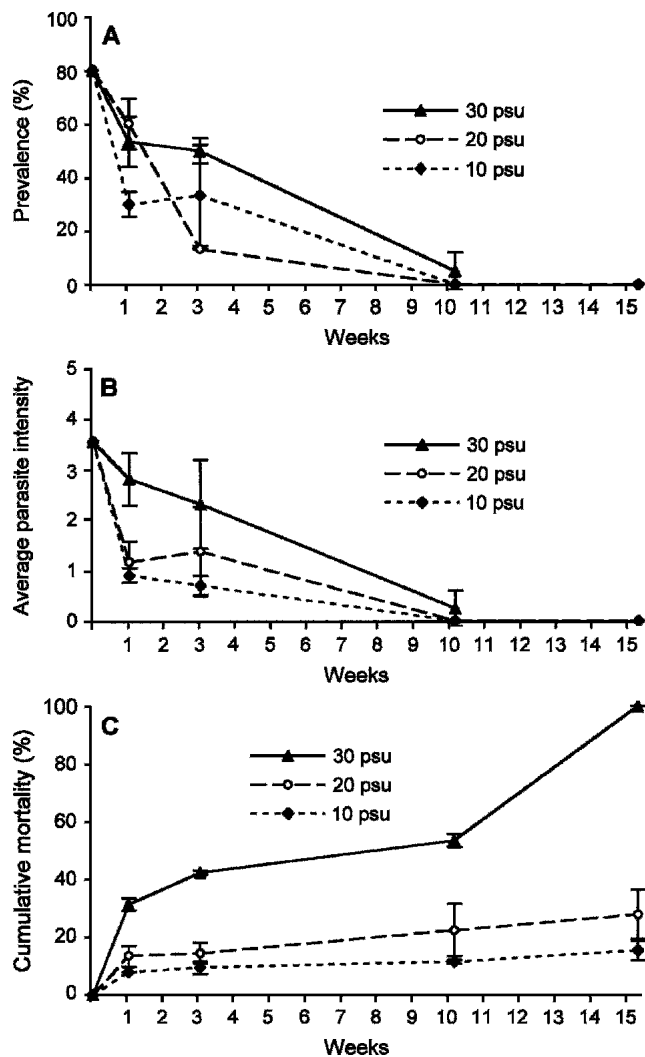 A
100
80
60
40
20
0
Prevalence (%)
30 psu
20 psu
10 psu
1 2 3 4 5 6 7 8 9 10 11 12 13 14 15
Weeks
B
5
4
3
2
1
0
Average parasite intensity
30 psu
20 psu
10 psu
1 2 3 4 5 6 7 8 9 10 11 12 13 14 15
Weeks
C
100
80
60
40
20
0
Cumulative mortality (%)
30 psu
20 psu
10 psu
1 2 3 4 5 6 7 8 9 10 11 12 13 14 15
Weeks